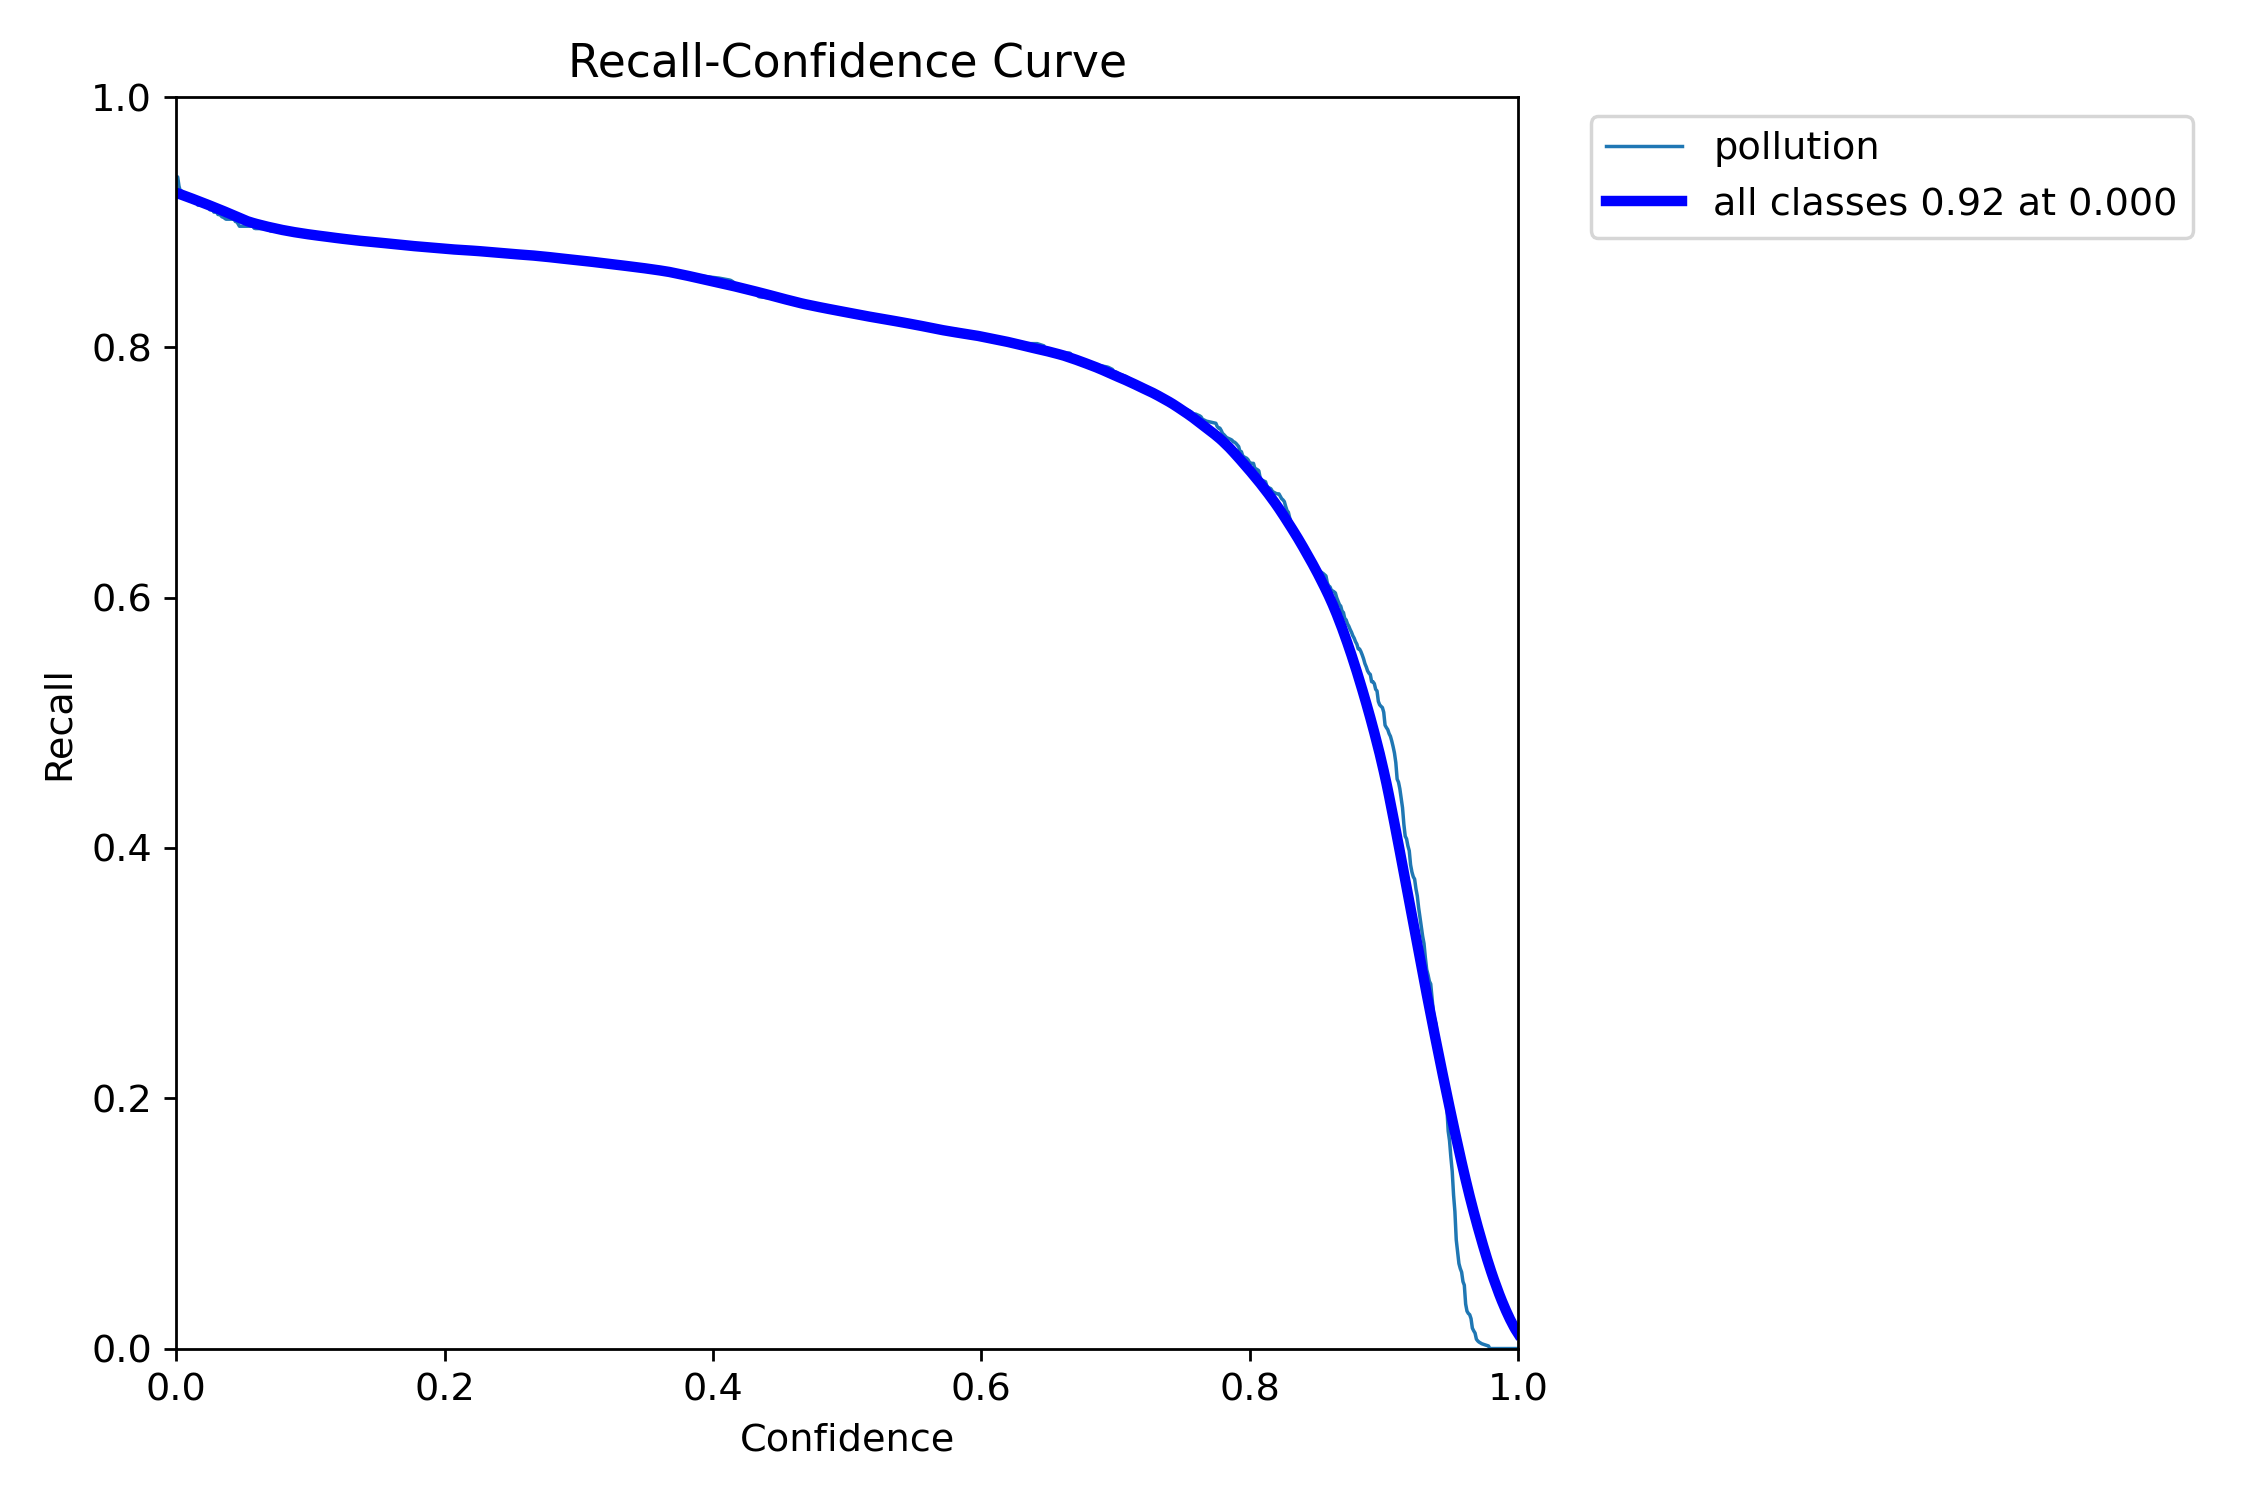 Recall-Confidence Curve
1.0
0.8
0.6
0.4
0.2
0.0
Recall
0.0 0.2 0.4 0.6 0.8 1.0
Confidence
pollution
all classes 0.92 at 0.000